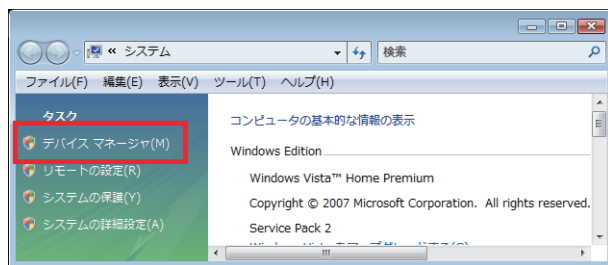 « システム
検索
ファイル(F) 編集(E) 表示(V) ツール(T) ヘルプ(H)
タスク
デバイス マネージャ(M)
リモートの設定(R)
システムの保護(Y)
システムの詳細設定(A)
コンピュータの基本的な情報の表示
Windows Edition
Windows Vista™ Home Premium
Copyright © 2007 Microsoft Corporation. All rights reserved.
Service Pack 2